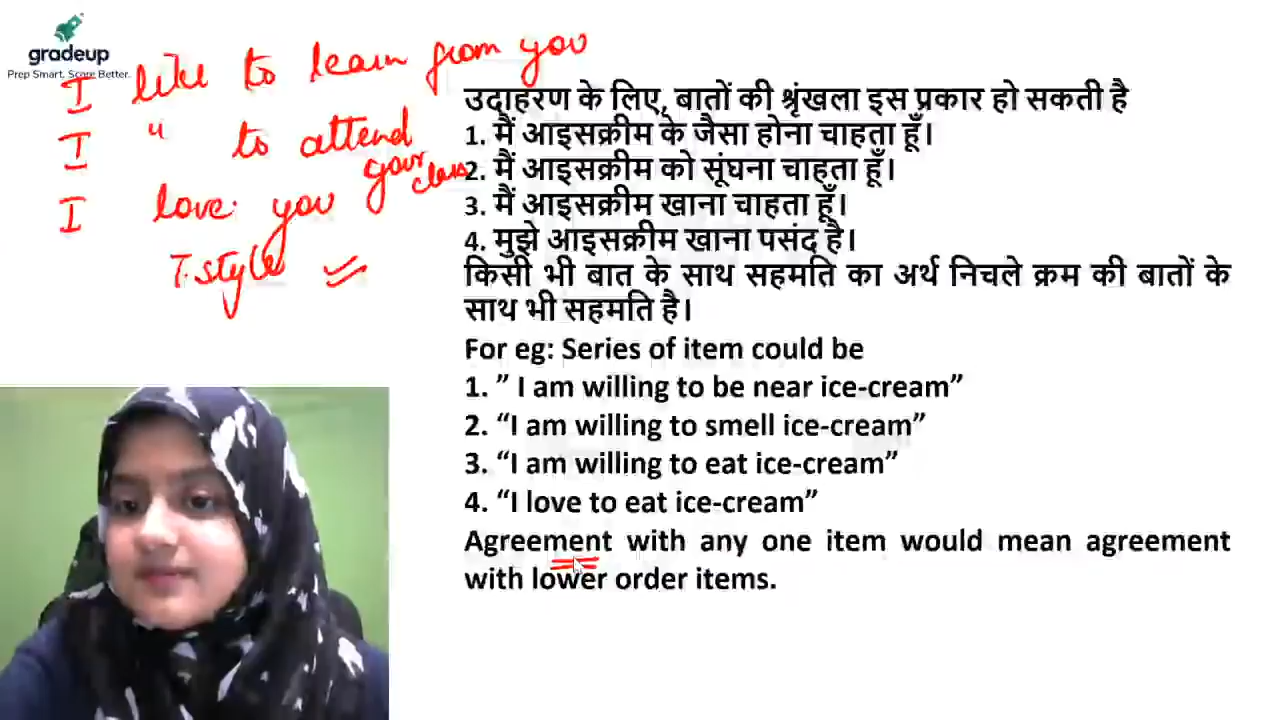 gradeup
Prep Smart. Score Better.
I like to learn from you
I " to attend your class
I love you
T. style
उदाहरण के लिए, बातों की श्रृंखला इस प्रकार हो सकती है
1. मैं आइसक्रीम के जैसा होना चाहता हूँ।
2. मैं आइसक्रीम को सूंघना चाहता हूँ।
3. मैं आइसक्रीम खाना चाहता हूँ।
4. मुझे आइसक्रीम खाना पसंद है।
किसी भी बात के साथ सहमति का अर्थ निचले क्रम की बातों के
साथ भी सहमति है।
For eg: Series of item could be
1. ” I am willing to be near ice-cream”
2. “I am willing to smell ice-cream”
3. “I am willing to eat ice-cream”
4. “I love to eat ice-cream”
Agreement with any one item would mean agreement
with lower order items.